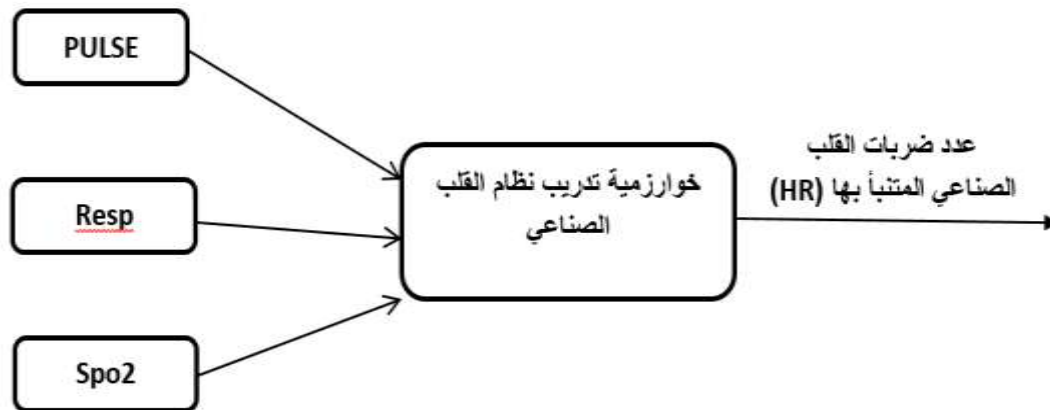 PULSE
Resp
Spo2
خوارزمية تدريب نظام القلب
الصناعي
عدد ضربات القلب
الصناعي المتنبأ بها (HR)